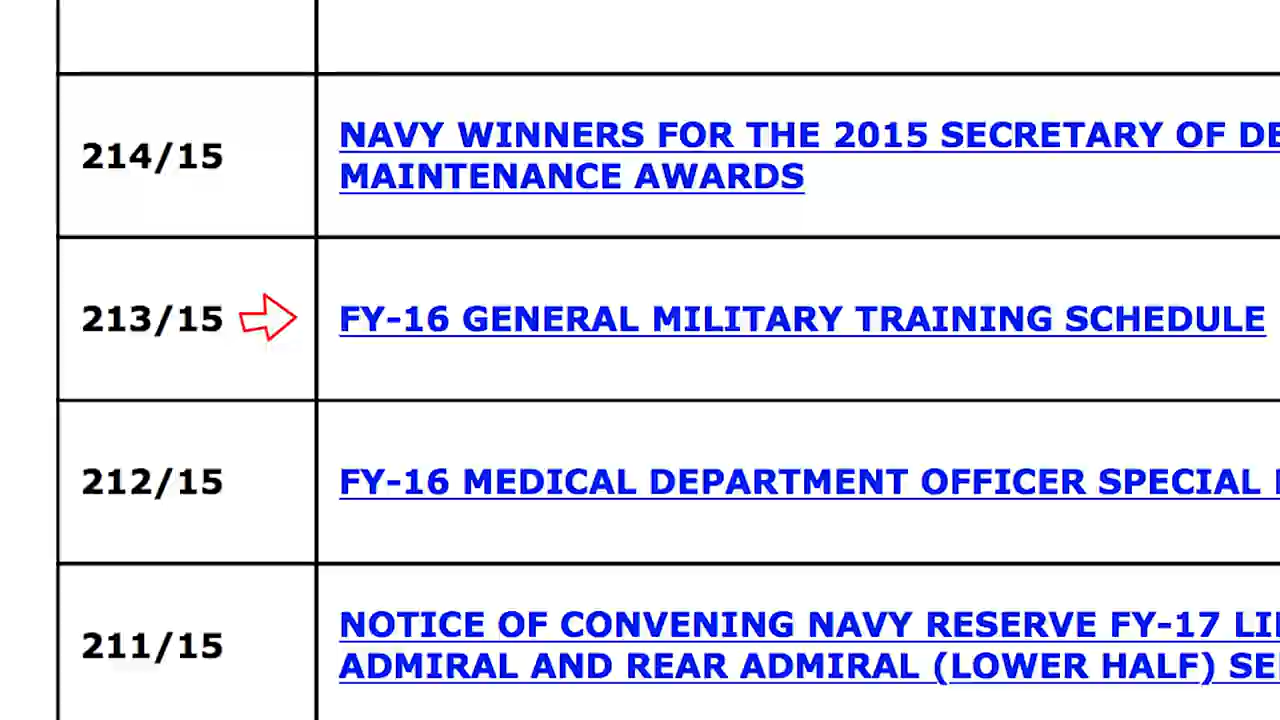 214/15
NAVY WINNERS FOR THE 2015 SECRETARY OF
MAINTENANCE AWARDS
213/15
FY-16 GENERAL MILITARY TRAINING SCHEDULE
212/15
FY-16 MEDICAL DEPARTMENT OFFICER SPECIAL
211/15
NOTICE OF CONVENING NAVY RESERVE FY-17
ADMIRAL AND REAR ADMIRAL (LOWER HALF)